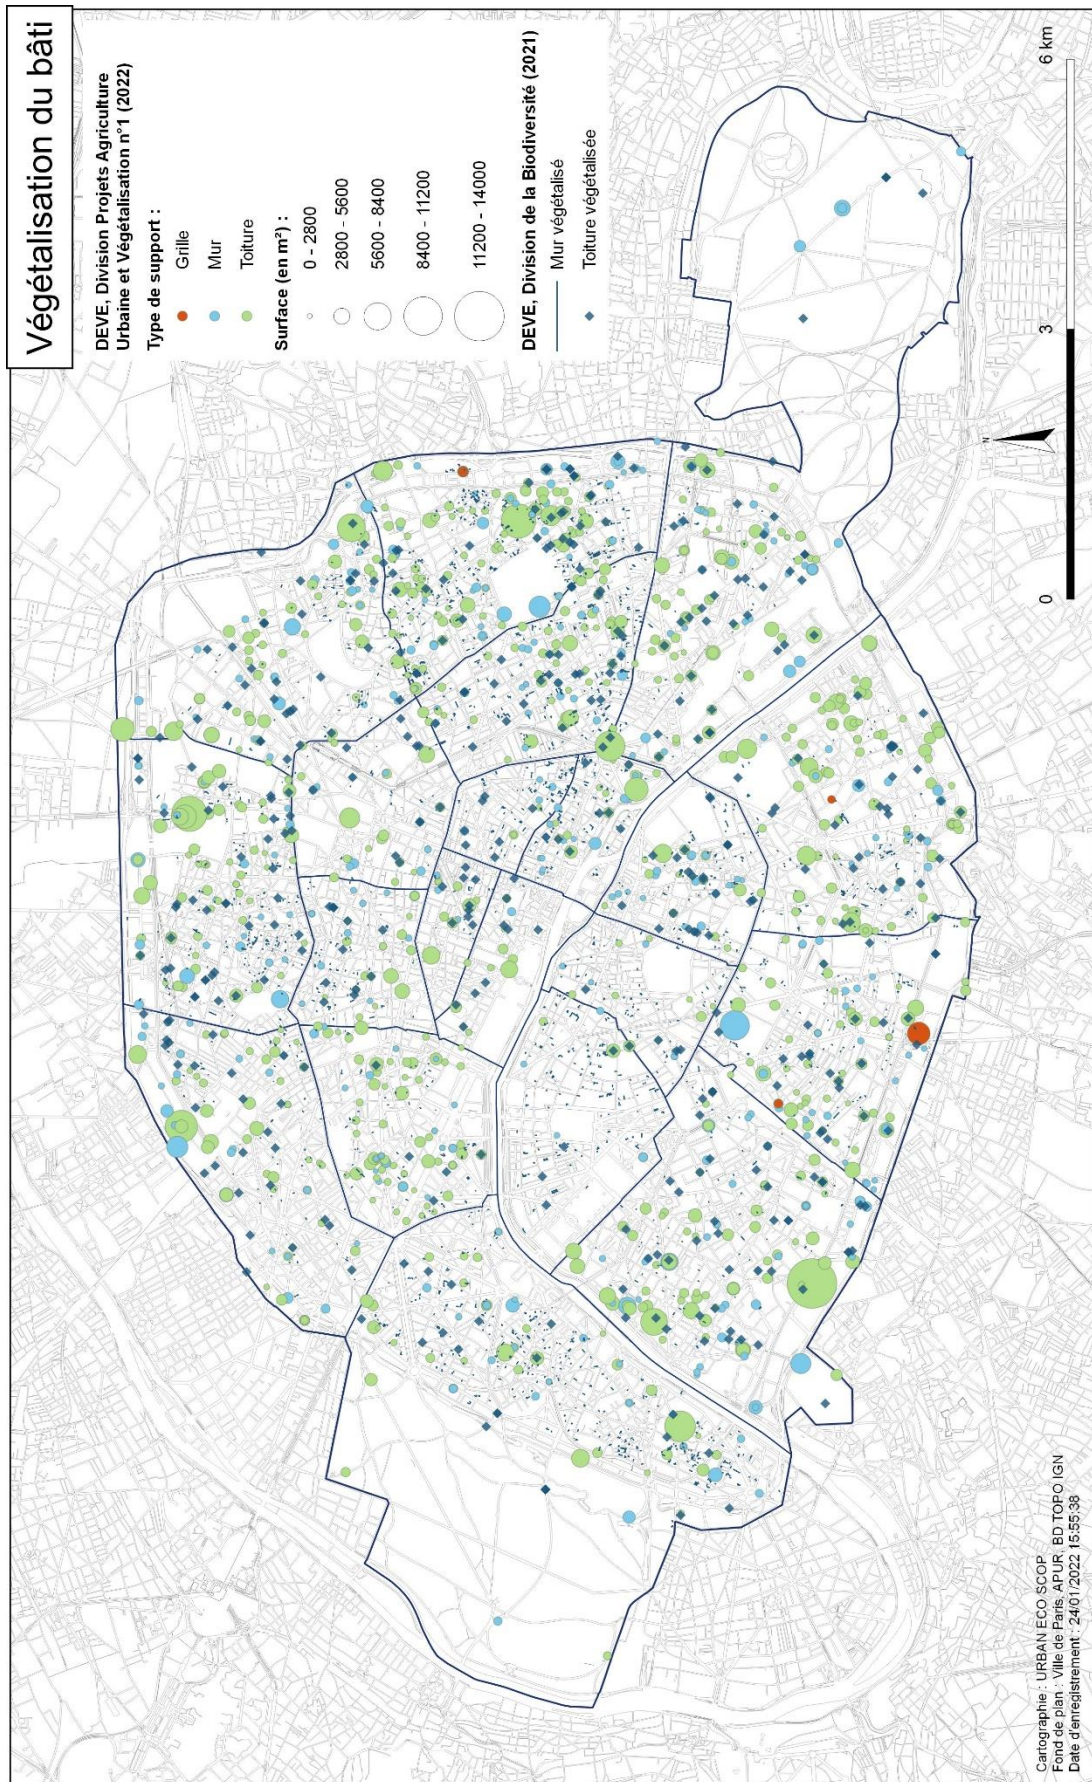 Végétalisation du bâti
DEVE, Division Projets Agriculture
Urbaine et Végétalisation n°1 (2022)
Type de support :
Grille
Mur
Toiture
Surface (en m²) :
0 - 2800
2800 - 5600
5600 - 8400
8400 - 11200
11200 - 14000
DEVE, Division de la Biodiversité (2021)
Mur végétalisé
Toiture végétalisée
N
0
3
6 km
Cartographie : URBAN ECO SCOP
Fond de plan : Ville de Paris, APUR, BD TOPO IGN
Date d'enregistrement : 24/01/2022 15:55:38